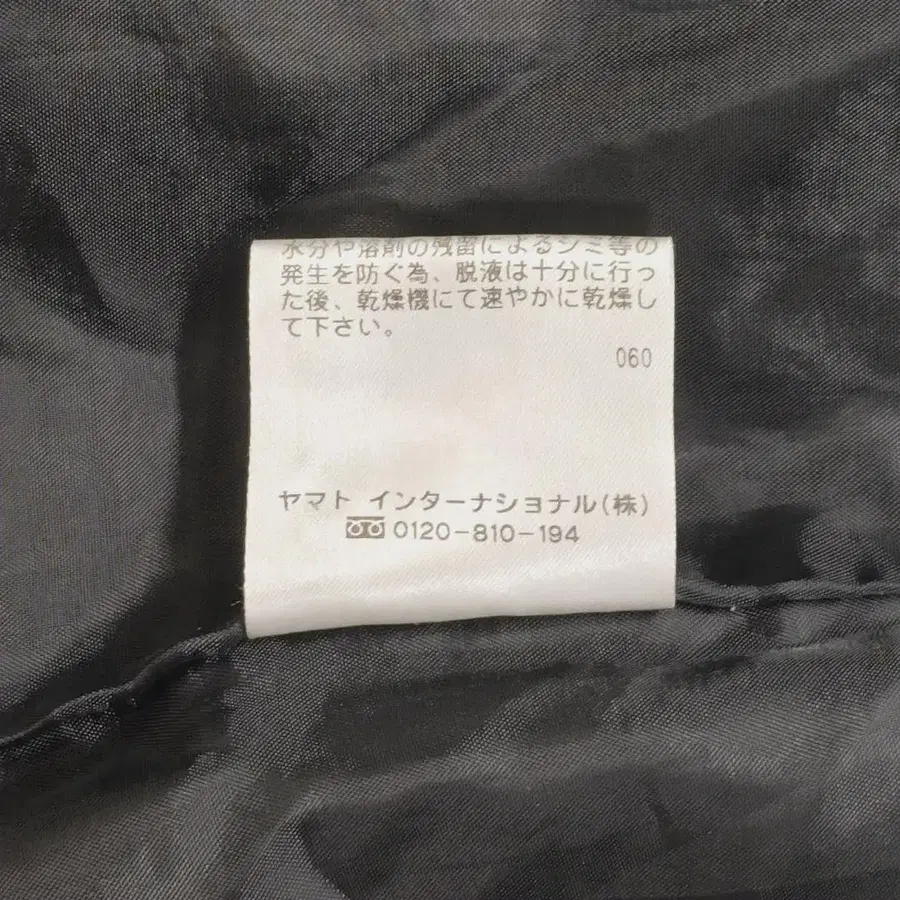 水分や溶剤の残留によるシミ等の
発生を防ぐ為、脱液は十分に行っ
た後、乾燥機にて速やかに乾燥し
て下さい。
060
ヤマト インターナショナル(株)
0120-810-194